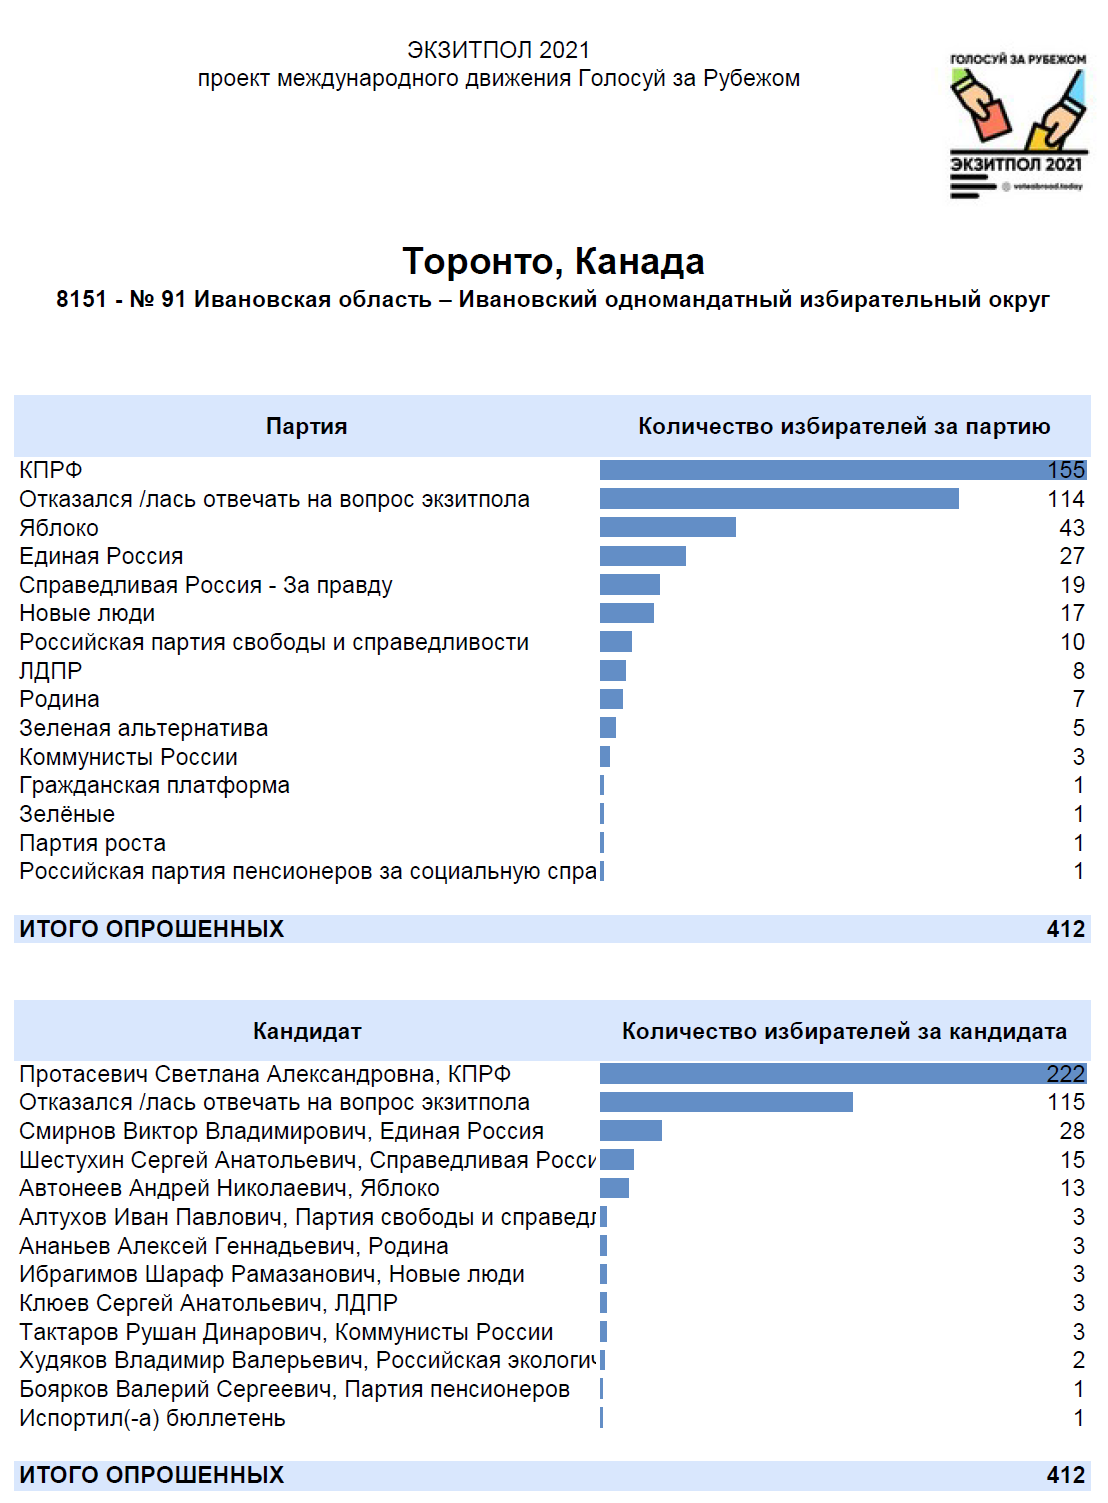 ЭКЗИТПОЛ 2021
проект международного движения Голосуй за Рубежом
ГОЛОСУЙ ЗА РУБЕЖОМ
ЭКЗИТПОЛ 2021
voteabroad.today
Торонто, Канада
8151 - № 91 Ивановская область – Ивановский одномандатный избирательный округ
Партия Количество избирателей за партию
КПРФ 155
Отказался /лась отвечать на вопрос экзитпола 114
Яблоко 43
Единая Россия 27
Справедливая Россия - За правду 19
Новые люди 17
Российская партия свободы и справедливости 10
ЛДПР 8
Родина 7
Зеленая альтернатива 5
Коммунисты России 3
Гражданская платформа 1
Зелёные 1
Партия роста 1
Российская партия пенсионеров за социальную спра 1
ИТОГО ОПРОШЕННЫХ 412
Кандидат Количество избирателей за кандидата
Протасевич Светлана Александровна, КПРФ 222
Отказался /лась отвечать на вопрос экзитпола 115
Смирнов Виктор Владимирович, Единая Россия 28
Шестухин Сергей Анатольевич, Справедливая Росси 15
Автонеев Андрей Николаевич, Яблоко 13
Алтухов Иван Павлович, Партия свободы и справедл 3
Ананьев Алексей Геннадьевич, Родина 3
Ибрагимов Шараф Рамазанович, Новые люди 3
Клюев Сергей Анатольевич, ЛДПР 3
Тактаров Рушан Динарович, Коммунисты России 3
Худяков Владимир Валерьевич, Российская экологич 2
Боярков Валерий Сергеевич, Партия пенсионеров 1
Испортил(-а) бюллетень 1
ИТОГО ОПРОШЕННЫХ 412